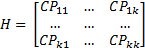 H = [CP₁₁ … CP₁ₖ
… … …
CPₖ₁ … CPₖₖ]